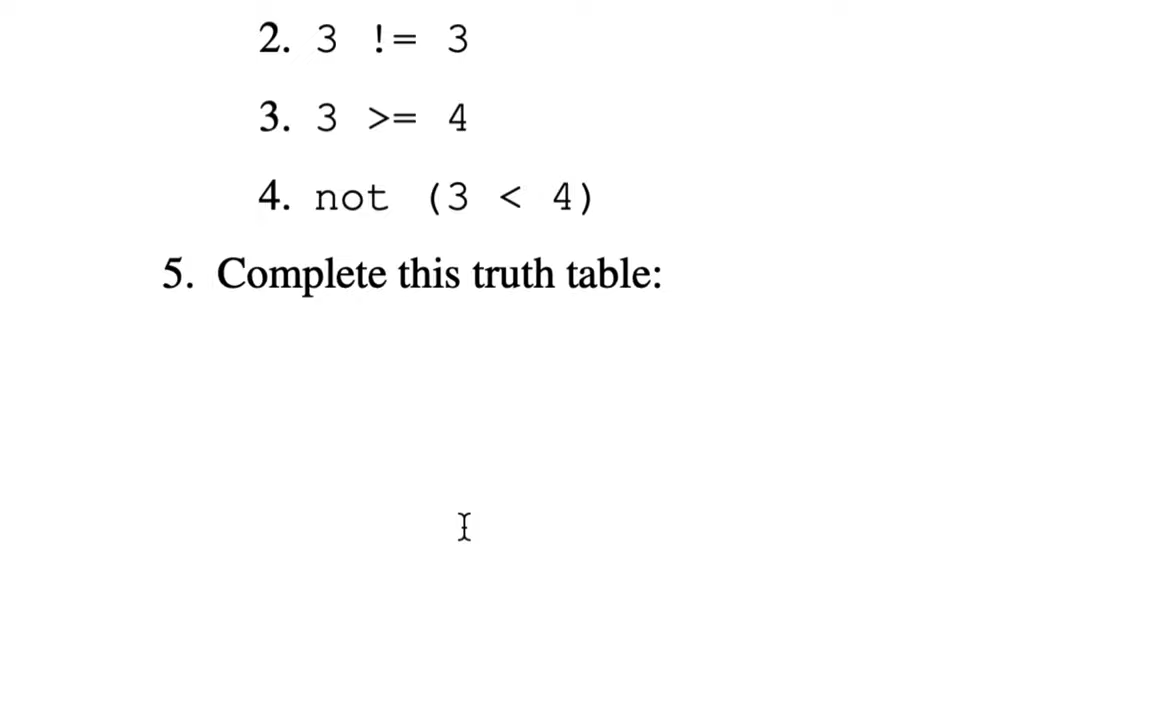 2. 3 != 3
3. 3 >= 4
4. not (3 < 4)
5. Complete this truth table: